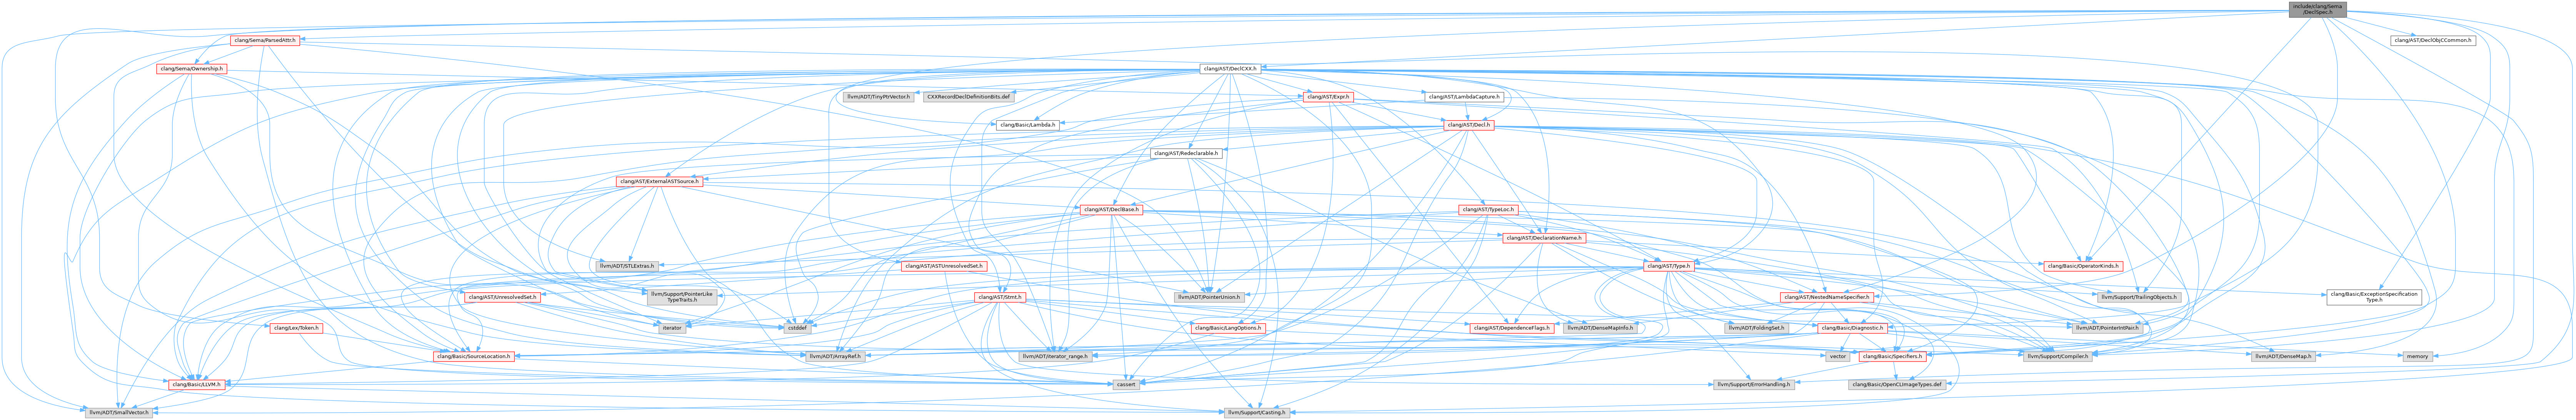 include/clang/Sema
/DeclSpec.h
clang/Sema/ParsedAttr.h
clang/AST/DeclObjCCommon.h
clang/Sema/Ownership.h
clang/AST/DeclCXX.h
llvm/ADT/TinyPtrVector.h
CXXRecordDeclDefinitionBits.def
clang/AST/Expr.h
clang/AST/LambdaCapture.h
clang/Basic/Lambda.h
clang/AST/Decl.h
clang/AST/Redeclarable.h
clang/AST/ExternalASTSource.h
clang/AST/DeclBase.h
clang/AST/TypeLoc.h
clang/AST/DeclarationName.h
llvm/ADT/STLExtras.h
clang/AST/ASTUnresolvedSet.h
clang/AST/Type.h
clang/Basic/OperatorKinds.h
clang/AST/UnresolvedSet.h
llvm/Support/PointerLike
TypeTraits.h
clang/AST/Stmt.h
llvm/ADT/PointerUnion.h
clang/AST/NestedNameSpecifier.h
llvm/Support/TrailingObjects.h
clang/Basic/ExceptionSpecification
Type.h
clang/Lex/Token.h
iterator
cstddef
clang/Basic/LangOptions.h
clang/AST/DependenceFlags.h
llvm/ADT/DenseMapInfo.h
llvm/ADT/FoldingSet.h
clang/Basic/Diagnostic.h
llvm/ADT/PointerIntPair.h
clang/Basic/SourceLocation.h
llvm/ADT/ArrayRef.h
llvm/ADT/iterator_range.h
vector
clang/Basic/Specifiers.h
llvm/Support/Compiler.h
llvm/ADT/DenseMap.h
memory
clang/Basic/LLVM.h
cassert
llvm/Support/ErrorHandling.h
clang/Basic/OpenCLImageTypes.def
llvm/ADT/SmallVector.h
llvm/Support/Casting.h